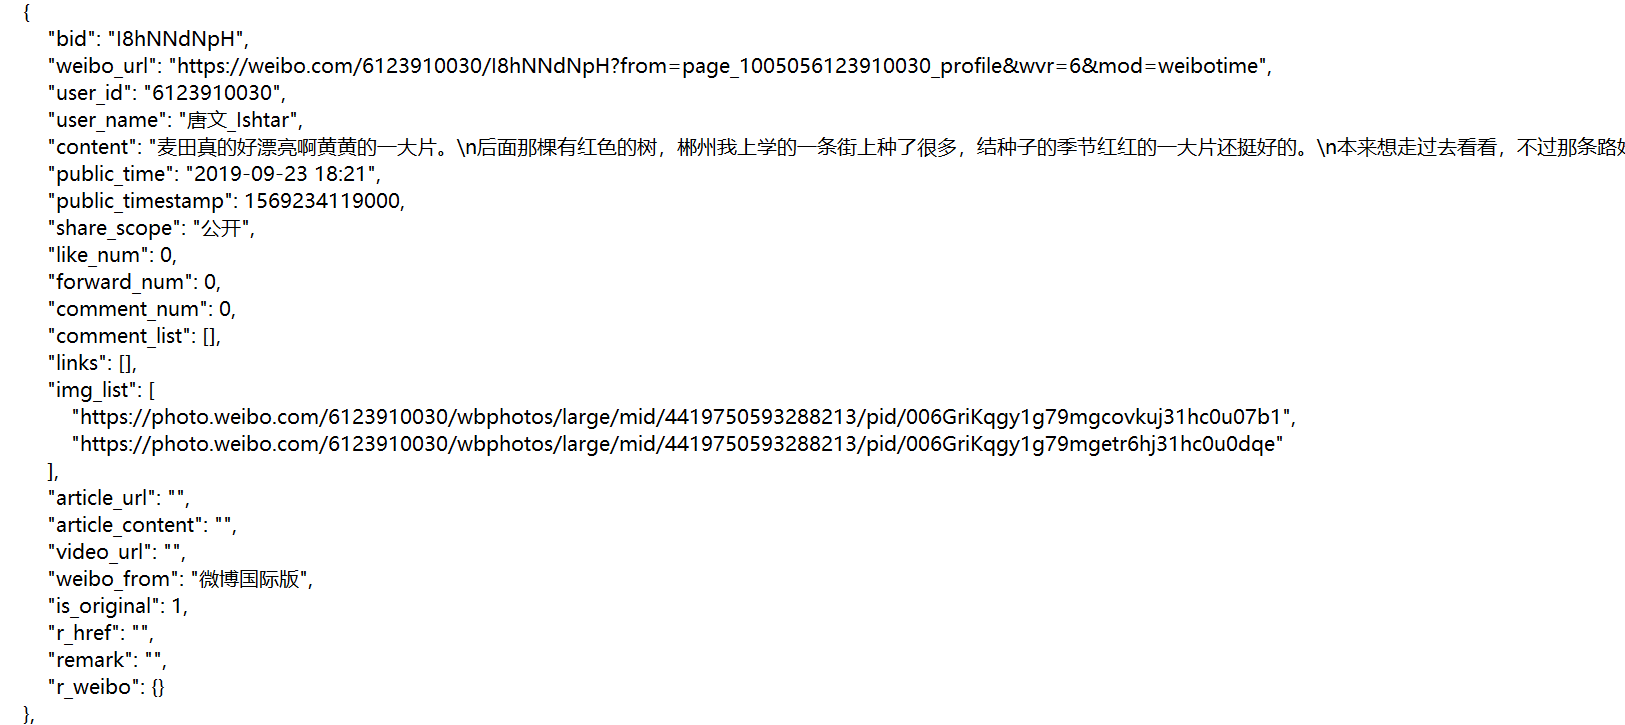 {
"bid": "I8hNNdNpH",
"weibo_url": "https://weibo.com/6123910030/I8hNNdNpH?from=page_1005056123910030_profile&wvr=6&mod=weibotime",
"user_id": "6123910030",
"user_name": "唐文_Ishtar",
"content": "麦田真的好漂亮啊黄黄的一大片。\n后面那棵有红色的树，郴州我上学的一条街上种了很多，结种子的季节红红的一大片还挺好的。\n本来想走过去看看，不过那条路
"public_time": "2019-09-23 18:21",
"public_timestamp": 1569234119000,
"share_scope": "公开",
"like_num": 0,
"forward_num": 0,
"comment_num": 0,
"comment_list": [],
"links": [],
"img_list": [
"https://photo.weibo.com/6123910030/wbphotos/large/mid/4419750593288213/pid/006GriKqgy1g79mgcovkuj31hc0u07b1",
"https://photo.weibo.com/6123910030/wbphotos/large/mid/4419750593288213/pid/006GriKqgy1g79mgetr6hj31hc0u0dqe"
],
"article_url": "",
"article_content": "",
"video_url": "",
"weibo_from": "微博国际版",
"is_original": 1,
"r_href": "",
"remark": "",
"r_weibo": {}
},